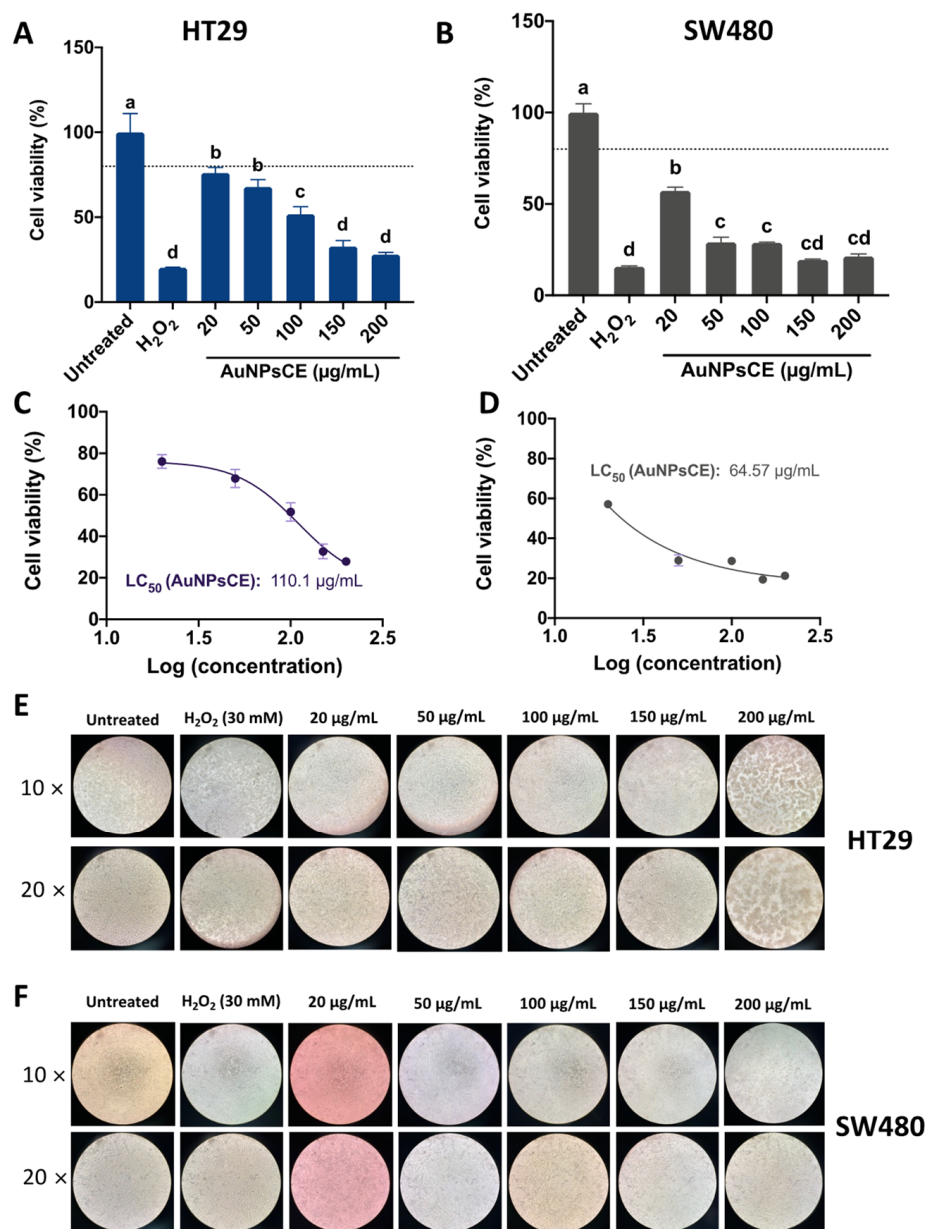 A
HT29
150
100
50
0
Cell viability (%)
a
d
b
b
c
d
d
Untreated
H₂O₂
20
50
100
150
200
AuNPsCE (μg/mL)
B
SW480
150
100
50
0
Cell viability (%)
a
d
b
c
c
cd
cd
Untreated
H₂O₂
20
50
100
150
200
AuNPsCE (μg/mL)
C
100
80
60
40
20
0
Cell viability (%)
LC₅₀ (AuNPsCE): 110.1 μg/mL
1.0
1.5
2.0
2.5
Log (concentration)
D
100
80
60
40
20
0
Cell viability (%)
LC₅₀ (AuNPsCE): 64.57 μg/mL
1.0
1.5
2.0
2.5
Log (concentration)
E
Untreated
H₂O₂ (30 mM)
20 μg/mL
50 μg/mL
100 μg/mL
150 μg/mL
200 μg/mL
10 ×
20 ×
HT29
F
Untreated
H₂O₂ (30 mM)
20 μg/mL
50 μg/mL
100 μg/mL
150 μg/mL
200 μg/mL
10 ×
20 ×
SW480